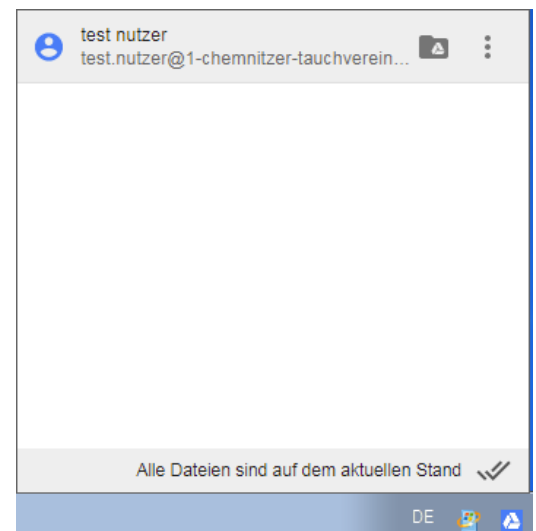 test nutzer
test.nutzer@1-chemnitzer-tauchverein...
Alle Dateien sind auf dem aktuellen Stand
DE